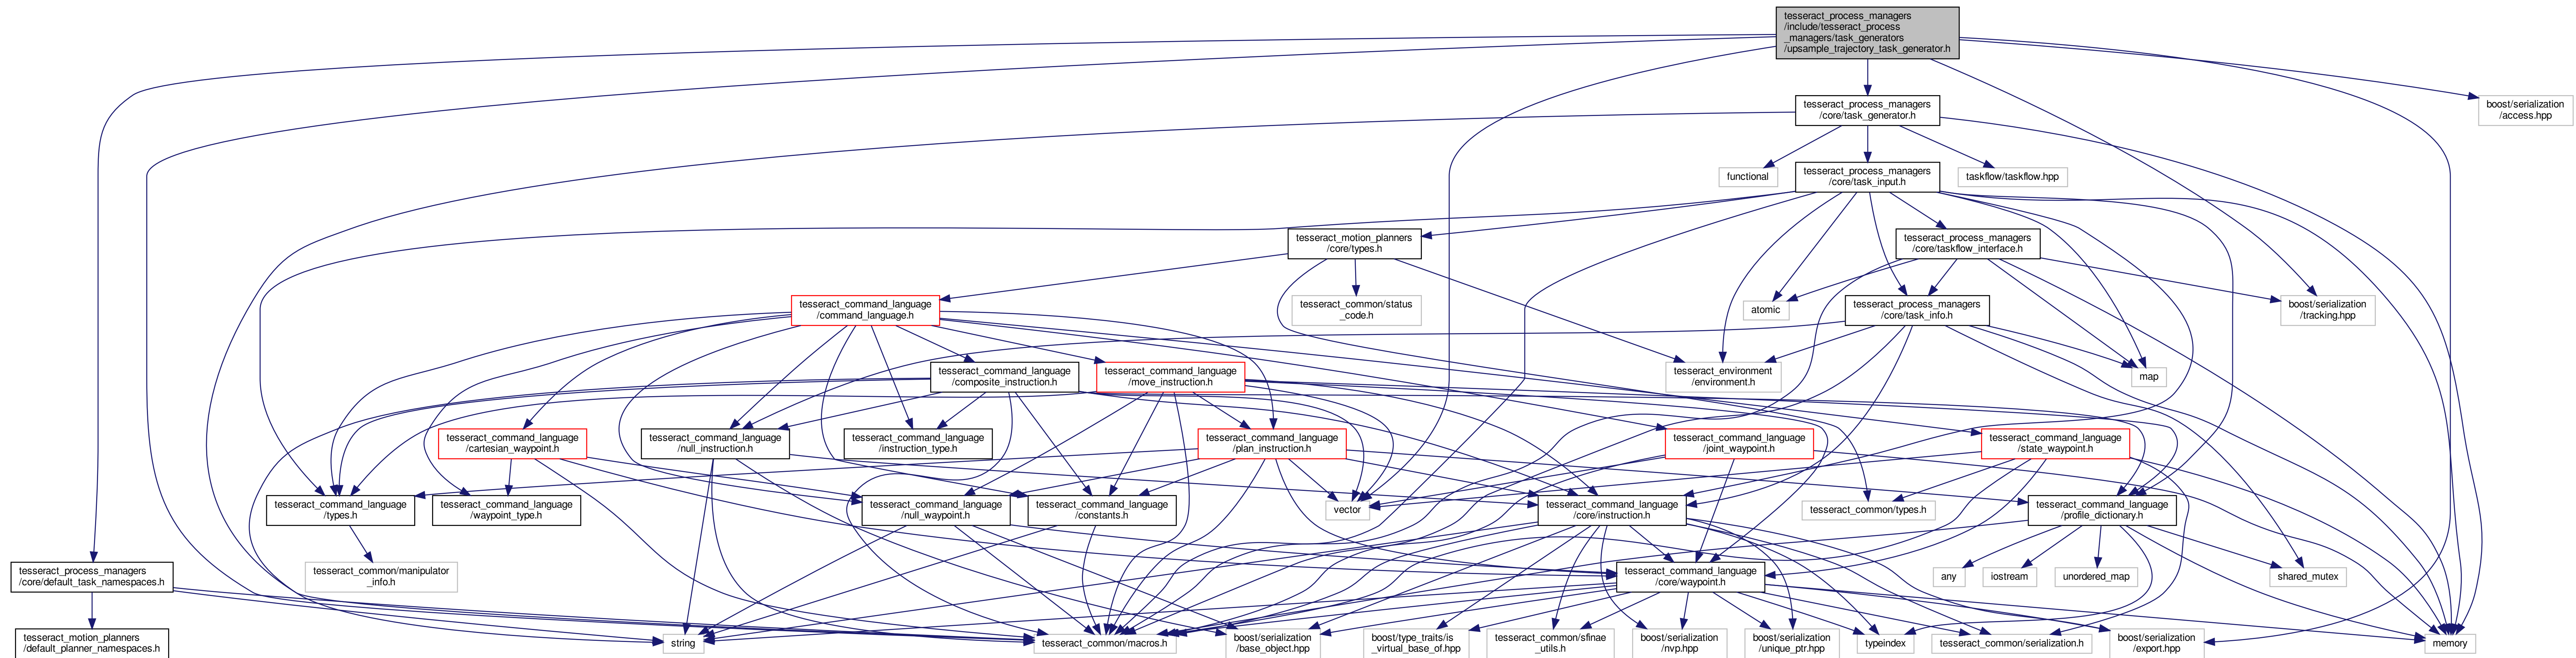 tesseract_process_managers
/include/tesseract_process
_managers/task_generators
/upsample_trajectory_task_generator.h
tesseract_process_managers
/core/task_generator.h
boost/serialization
/access.hpp
functional
tesseract_process_managers
/core/task_input.h
taskflow/taskflow.hpp
tesseract_motion_planners
/core/types.h
tesseract_process_managers
/core/taskflow_interface.h
tesseract_command_language
/command_language.h
tesseract_common/status
_code.h
atomic
tesseract_process_managers
/core/task_info.h
boost/serialization
/tracking.hpp
tesseract_command_language
/composite_instruction.h
tesseract_command_language
/move_instruction.h
tesseract_environment
/environment.h
map
tesseract_command_language
/cartesian_waypoint.h
tesseract_command_language
/null_instruction.h
tesseract_command_language
/instruction_type.h
tesseract_command_language
/plan_instruction.h
tesseract_command_language
/joint_waypoint.h
tesseract_command_language
/state_waypoint.h
tesseract_command_language
/types.h
tesseract_command_language
/waypoint_type.h
tesseract_command_language
/null_waypoint.h
tesseract_command_language
/constants.h
vector
tesseract_command_language
/core/instruction.h
tesseract_common/types.h
tesseract_command_language
/profile_dictionary.h
tesseract_process_managers
/core/default_task_namespaces.h
tesseract_common/manipulator
_info.h
tesseract_command_language
/core/waypoint.h
any
iostream
unordered_map
shared_mutex
tesseract_motion_planners
/default_planner_namespaces.h
string
tesseract_common/macros.h
boost/serialization
/base_object.hpp
boost/type_traits/is
_virtual_base_of.hpp
tesseract_common/sfinae
_utils.h
boost/serialization
/nvp.hpp
boost/serialization
/unique_ptr.hpp
typeindex
tesseract_common/serialization.h
boost/serialization
/export.hpp
memory